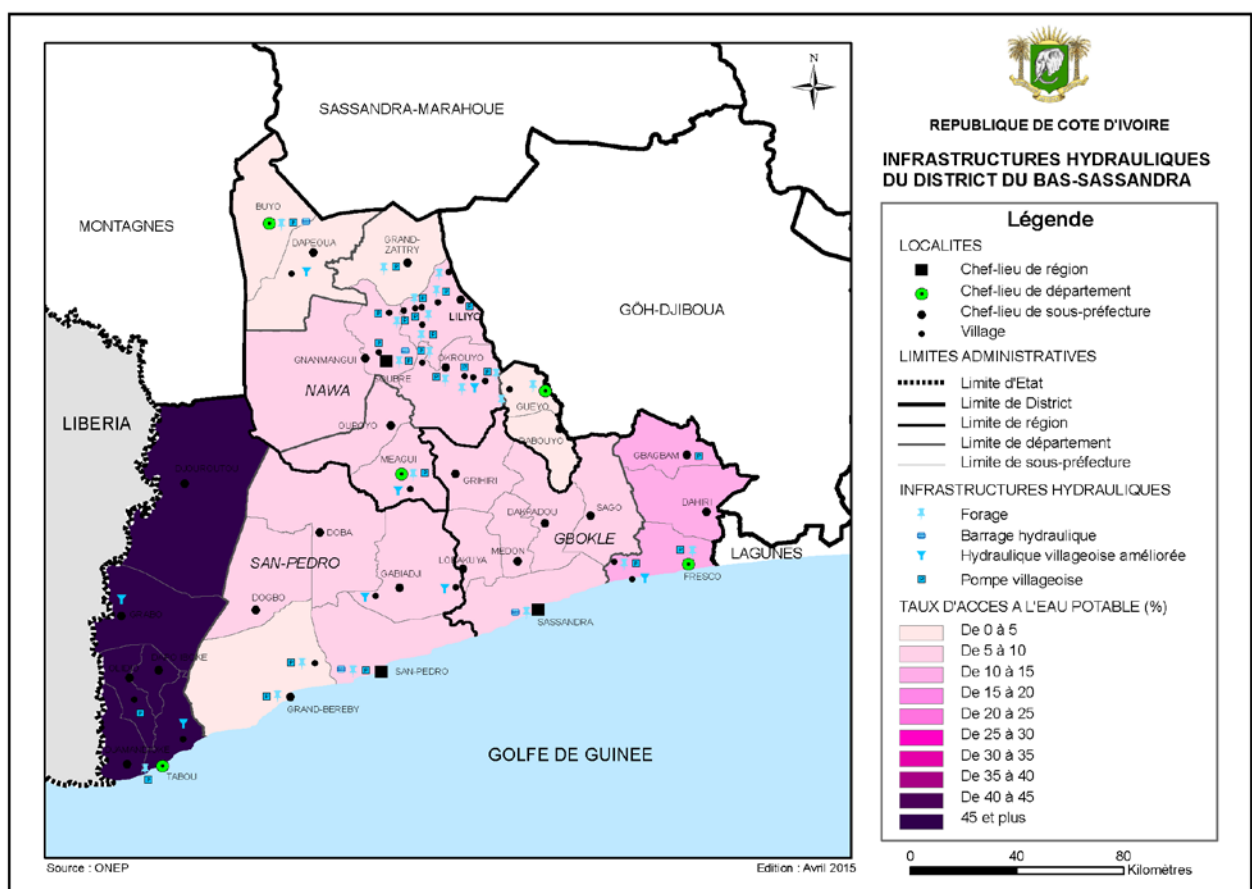 SASSANDRA-MARAHOUE
N
MONTAGNES
BUYO
DAPEOUA
GRAND-
ZATTRY
GÔH-DJIBOUA
LILIYO
GNANMANGUI
SOUBRE
OKROUYO
NAWA
GUEYO
LIBERIA
OUPOYO
DABOUYO
MEAGUI
GBAGBAM
DJOUROUTOU
GRIHIRI
DAHIRI
SAGO
DAKPADOU
DOBA
GBOKLE
LAGUNES
SAN-PEDRO
MEDON
LOBAKUYA
GABIADJI
FRESCO
DOGBO
GRABO
SASSANDRA
SAN-PEDRO
GRAND-BEREBY
GOLFE DE GUINEE
TABOU
Source : ONEP
Edition : Avril 2015
REPUBLIQUE DE COTE D'IVOIRE
INFRASTRUCTURES HYDRAULIQUES
DU DISTRICT DU BAS-SASSANDRA
Légende
LOCALITES
Chef-lieu de région
Chef-lieu de département
Chef-lieu de sous-préfecture
Village
LIMITES ADMINISTRATIVES
Limite d'Etat
Limite de District
Limite de région
Limite de département
Limite de sous-préfecture
INFRASTRUCTURES HYDRAULIQUES
Forage
Barrage hydraulique
Hydraulique villageoise améliorée
Pompe villageoise
TAUX D'ACCES A L'EAU POTABLE (%)
De 0 à 5
De 5 à 10
De 10 à 15
De 15 à 20
De 20 à 25
De 25 à 30
De 30 à 35
De 35 à 40
De 40 à 45
45 et plus
0 40 80
Kilomètres